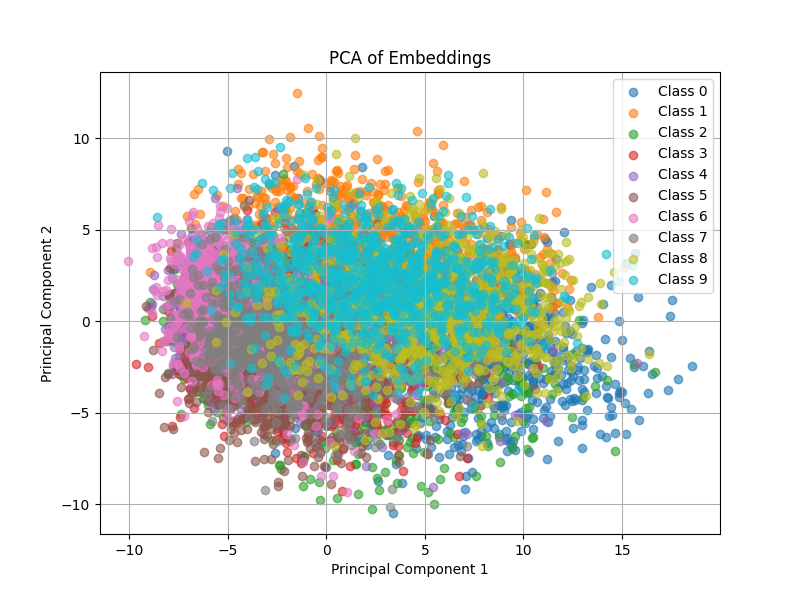 PCA of Embeddings
Class 0
Class 1
Class 2
Class 3
Class 4
Class 5
Class 6
Class 7
Class 8
Class 9
Principal Component 2
10
5
0
−5
−10
−10
−5
0
5
10
15
Principal Component 1